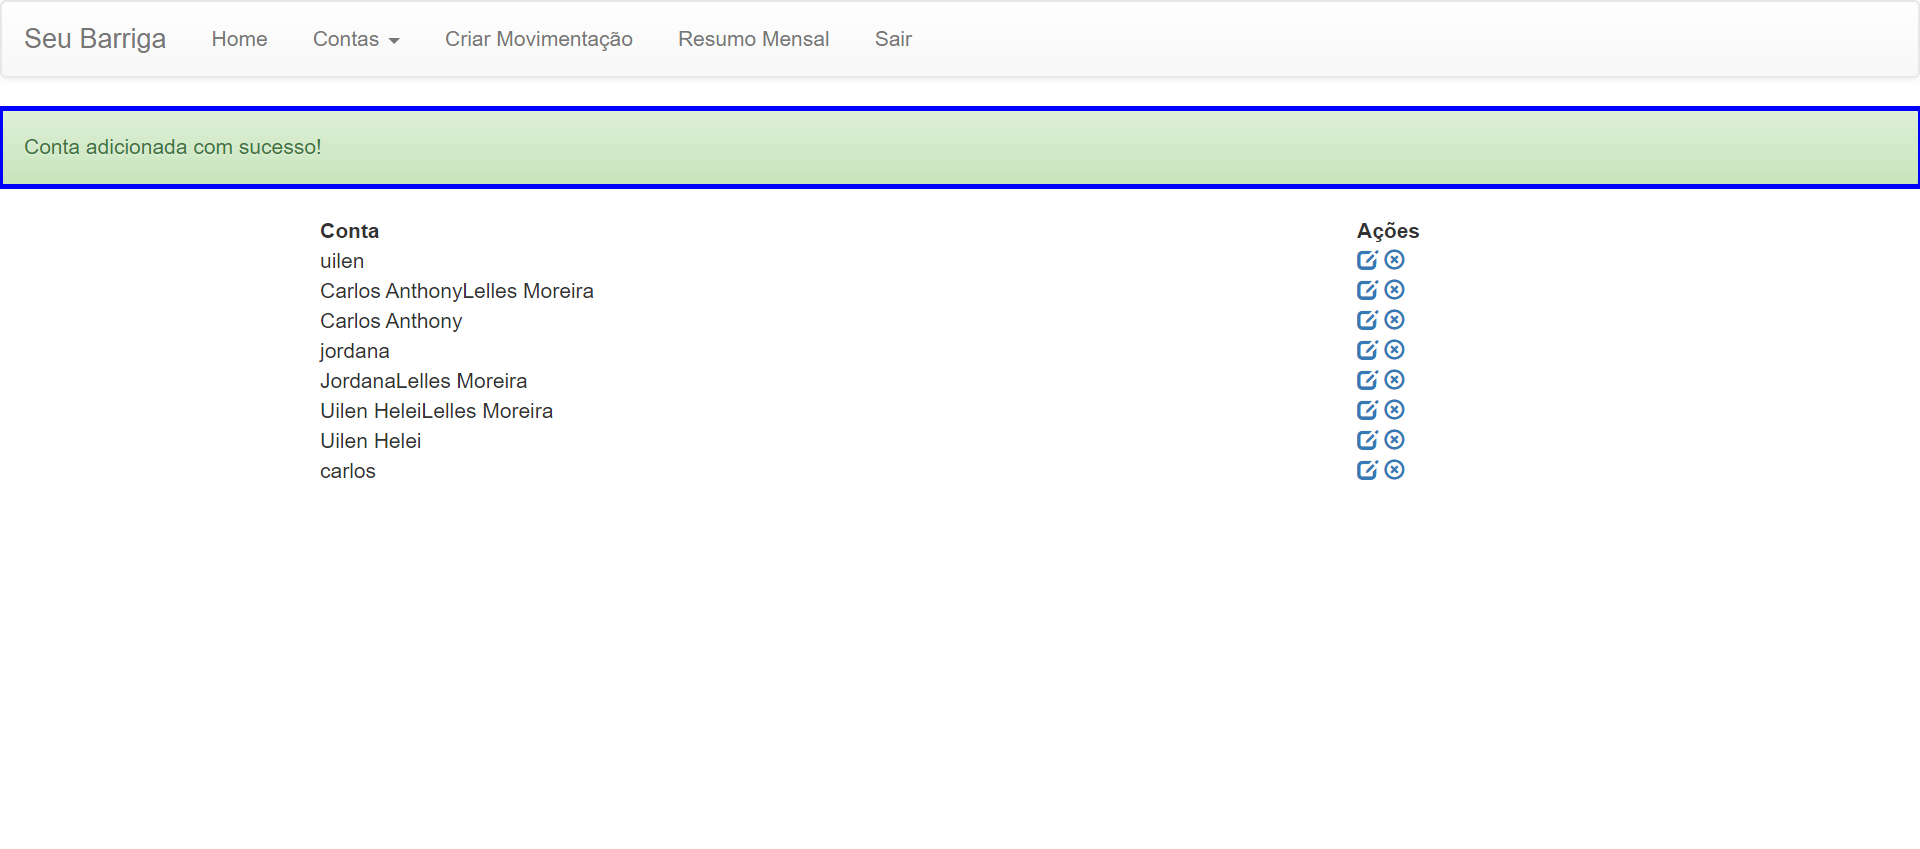 Seu Barriga Home Contas Criar Movimentação Resumo Mensal Sair
Conta adicionada com sucesso!
Conta Ações
uilen
Carlos AnthonyLelles Moreira
Carlos Anthony
jordana
JordanaLelles Moreira
Uilen HeleiLelles Moreira
Uilen Helei
carlos